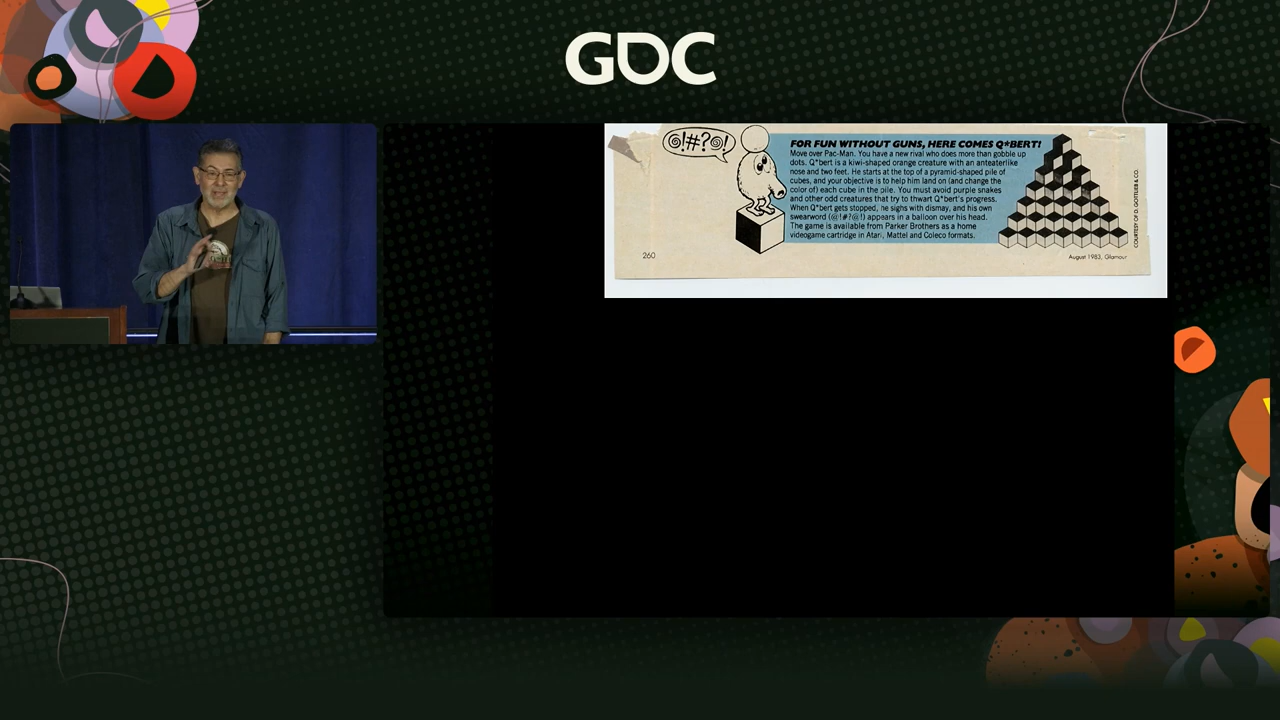 GDC
@!#?@!
FOR FUN WITHOUT GUNS, HERE COMES Q*BERT!
Move over Pac-Man. You have a new rival who does more than gobble up
dots. Q*bert is a kiwi-shaped orange creature with an anteaterlike
nose and two feet. He starts at the top of a pyramid-shaped pile of
cubes, and your objective is to help him land on (and change the
color of) each cube in the pile. You must avoid purple snakes
and other odd creatures that try to thwart Q*bert's progress.
When Q*bert gets stopped, he sighs with dismay, and his own
swearword (@!#?@!) appears in a balloon over his head.
The game is available from Parker Brothers as a home
videogame cartridge in Atari, Mattel and Coleco formats.
COURTESY OF D. GOTTLIEB & CO.
260
August 1983, Glamour